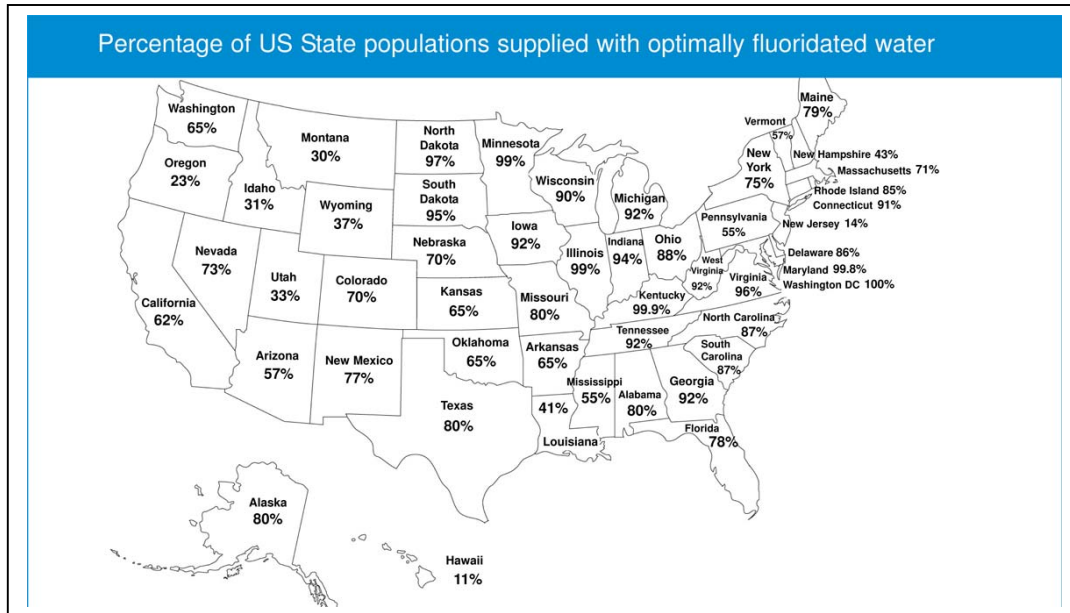 Percentage of US State populations supplied with optimally fluoridated water
Washington
65%
Oregon
23%
California
62%
Nevada
73%
Idaho
31%
Montana
30%
Wyoming
37%
Utah
33%
Colorado
70%
Arizona
57%
New Mexico
77%
North
Dakota
97%
South
Dakota
95%
Nebraska
70%
Kansas
65%
Oklahoma
65%
Texas
80%
Minnesota
99%
Iowa
92%
Missouri
80%
Arkansas
65%
41%
Louisiana
Wisconsin
90%
Illinois
99%
Michigan
92%
Indiana
94%
Ohio
88%
Kentucky
99.9%
Tennessee
92%
Mississippi
55%
Alabama
80%
Georgia
92%
Florida
78%
South
Carolina
87%
North Carolina
87%
Virginia
96%
West
Virginia
92%
Pennsylvania
55%
New
York
75%
Vermont
57%
Maine
79%
New Hampshire 43%
Massachusetts 71%
Rhode Island 85%
Connecticut 91%
New Jersey 14%
Delaware 86%
Maryland 99.8%
Washington DC 100%
Alaska
80%
Hawaii
11%